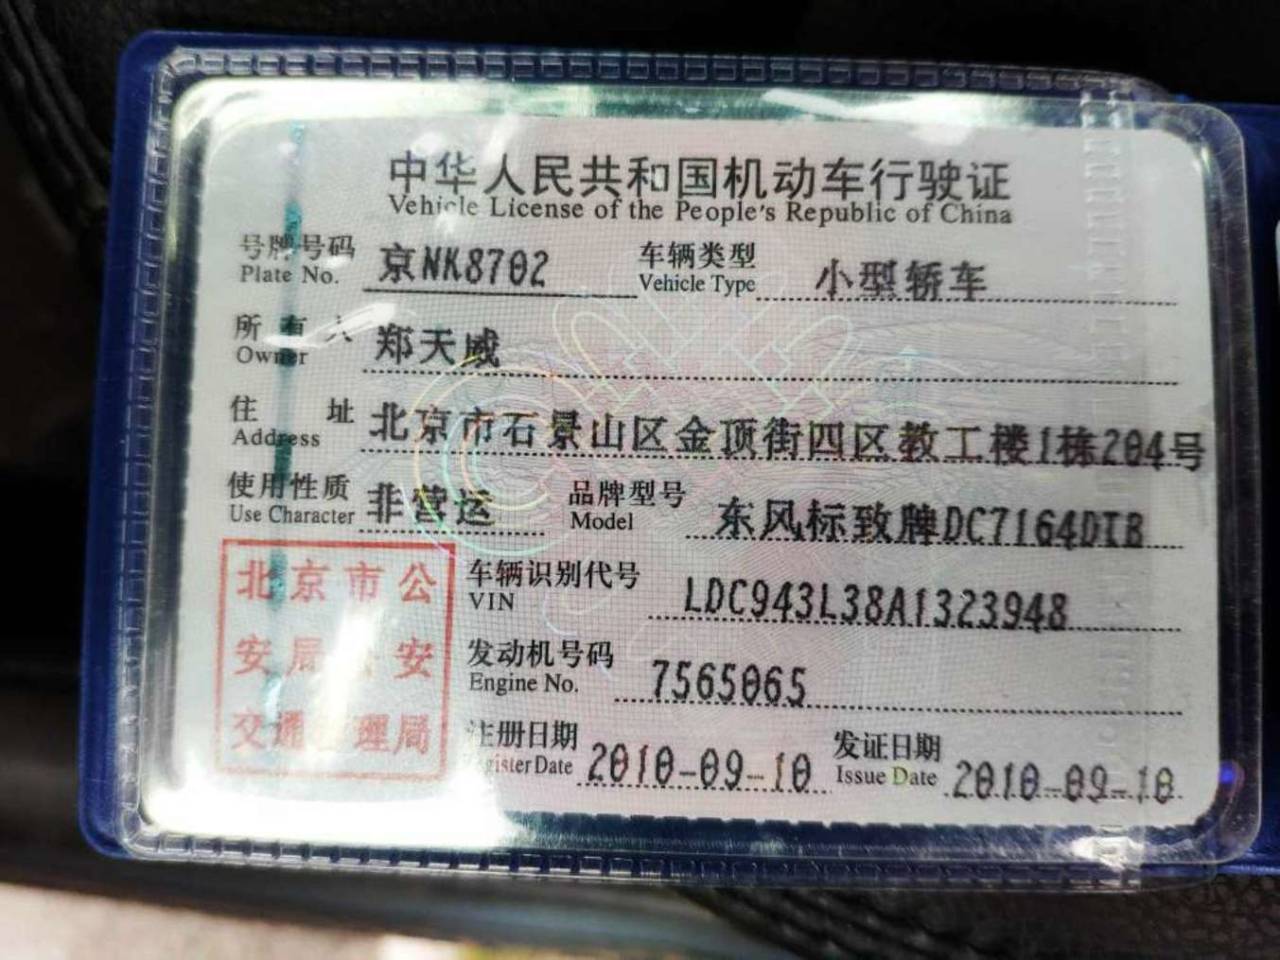 中华人民共和国机动车行驶证
Vehicle License of the People's Republic of China
号牌号码 京NK8702 车辆类型 小型轿车
Plate No. Vehicle Type
所有人 郑天威
Owner
住址 北京市石景山区金顶街四区教工楼1栋204号
Address
使用性质 非营运 品牌型号 东风标致牌DC7164DTB
Use Character Model
车辆识别代号 LDC943L38A1323948
VIN
发动机号码 7565065
Engine No.
注册日期 2010-09-10 发证日期 2010-09-10
Register Date Issue Date
北京市公
安局 安
交通管理局